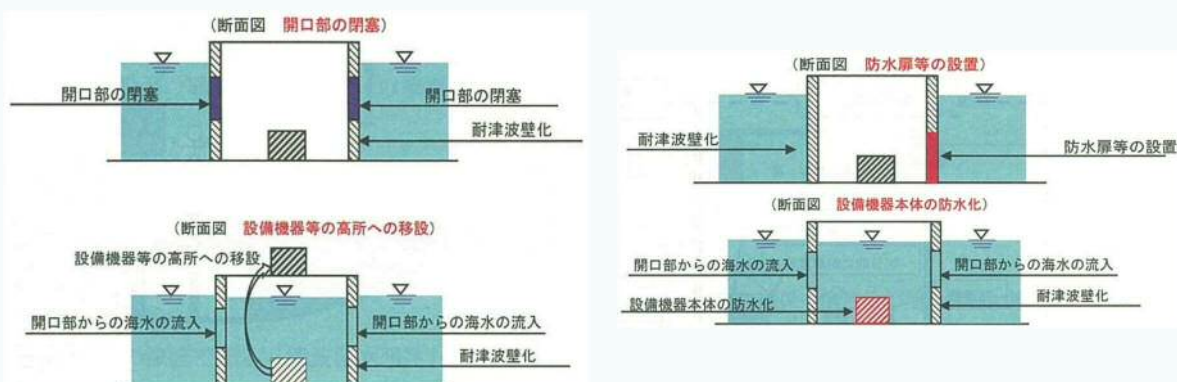 (断面図 開口部の閉塞)
開口部の閉塞
開口部の閉塞
耐津波壁化
(断面図 設備機器等の高所への移設)
設備機器等の高所への移設
開口部からの海水の流入
開口部からの海水の流入
耐津波壁化
(断面図 防水扉等の設置)
耐津波壁化
防水扉等の設置
(断面図 設備機器本体の防水化)
開口部からの海水の流入
開口部からの海水の流入
設備機器本体の防水化
耐津波壁化